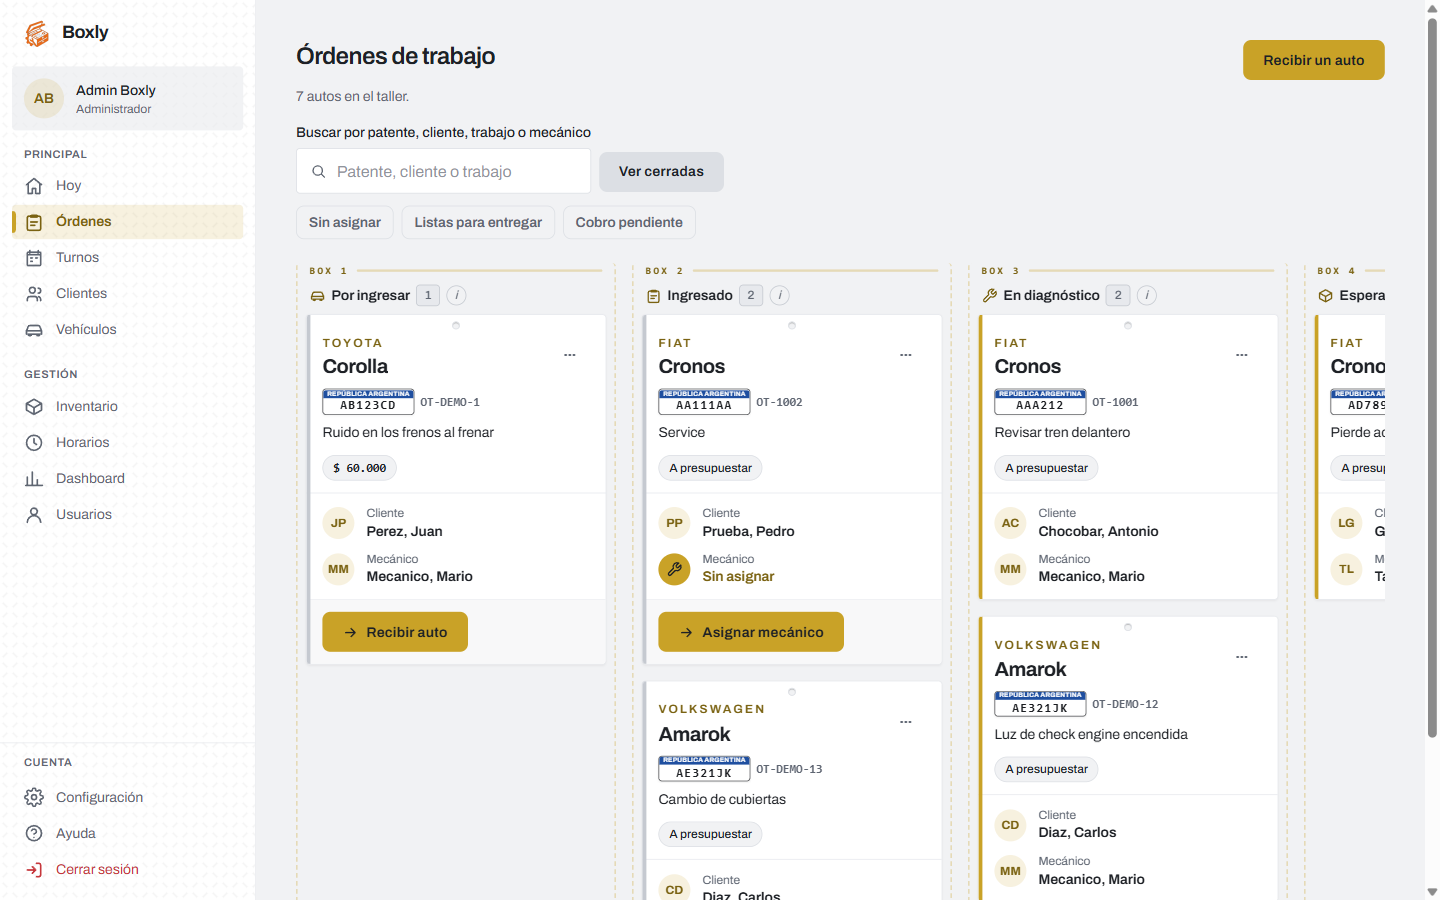 Boxly
AB
Admin Boxly
Administrador
PRINCIPAL
Hoy
Órdenes
Turnos
Clientes
Vehículos
GESTIÓN
Inventario
Horarios
Dashboard
Usuarios
CUENTA
Configuración
Ayuda
Cerrar sesión
Órdenes de trabajo
Recibir un auto
7 autos en el taller.
Buscar por patente, cliente, trabajo o mecánico
Patente, cliente o trabajo
Ver cerradas
Sin asignar
Listas para entregar
Cobro pendiente
BOX 1
Por ingresar 1 i
TOYOTA
Corolla
...
REPUBLICA ARGENTINA
AB123CD OT-DEMO-1
Ruido en los frenos al frenar
$ 60.000
JP
Cliente
Perez, Juan
MM
Mecánico
Mecanico, Mario
→ Recibir auto
BOX 2
Ingresado 2 i
FIAT
Cronos
...
REPUBLICA ARGENTINA
AA111AA OT-1002
Service
A presupuestar
PP
Cliente
Prueba, Pedro
Mecánico
Sin asignar
→ Asignar mecánico
VOLKSWAGEN
Amarok
...
REPUBLICA ARGENTINA
AE321JK OT-DEMO-13
Cambio de cubiertas
A presupuestar
CD
Cliente
Diaz, Carlos
BOX 3
En diagnóstico 2 i
FIAT
Cronos
...
REPUBLICA ARGENTINA
AAA212 OT-1001
Revisar tren delantero
A presupuestar
AC
Cliente
Chocobar, Antonio
MM
Mecánico
Mecanico, Mario
VOLKSWAGEN
Amarok
...
REPUBLICA ARGENTINA
AE321JK OT-DEMO-12
Luz de check engine encendida
A presupuestar
CD
Cliente
Diaz, Carlos
MM
Mecánico
Mecanico, Mario
BOX 4
Espera
FIAT
Crono
AD789
Pierde
A presup
LG
TL